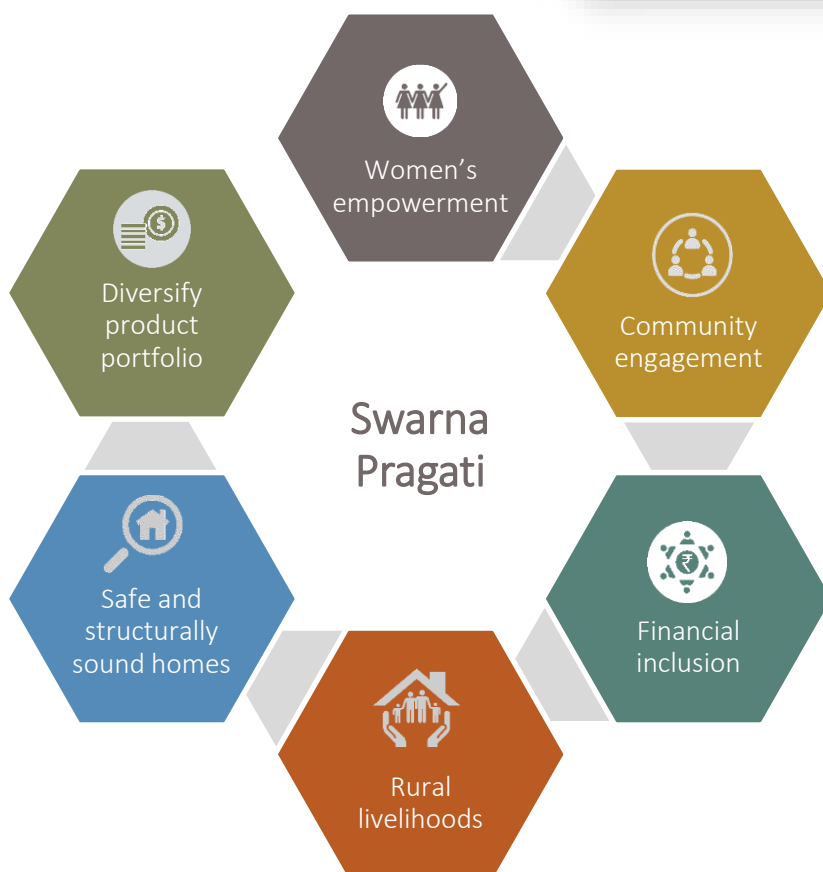 Women’s
empowerment
Community
engagement
Financial
inclusion
Rural
livelihoods
Safe and
structurally
sound homes
Diversify
product
portfolio
Swarna
Pragati
$
₹